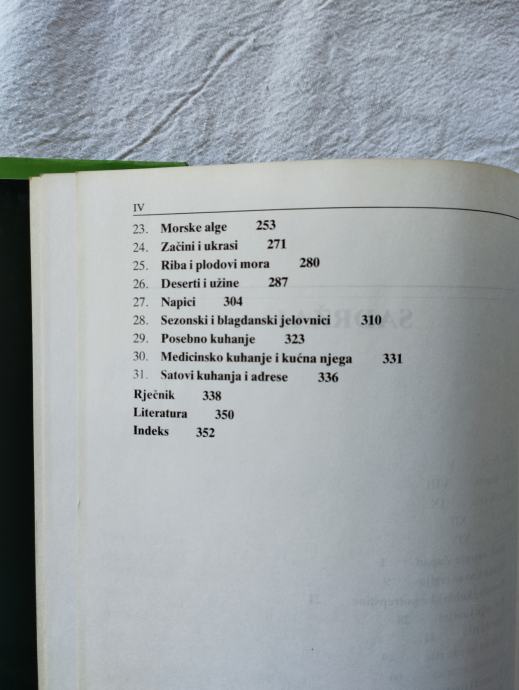 IV
23. Morske alge 253
24. Začini i ukrasi 271
25. Riba i plodovi mora 280
26. Deserti i užine 287
27. Napici 304
28. Sezonski i blagdanski jelovnici 310
29. Posebno kuhanje 323
30. Medicinsko kuhanje i kućna njega 331
31. Satovi kuhanja i adrese 336
Rječnik 338
Literatura 350
Indeks 352